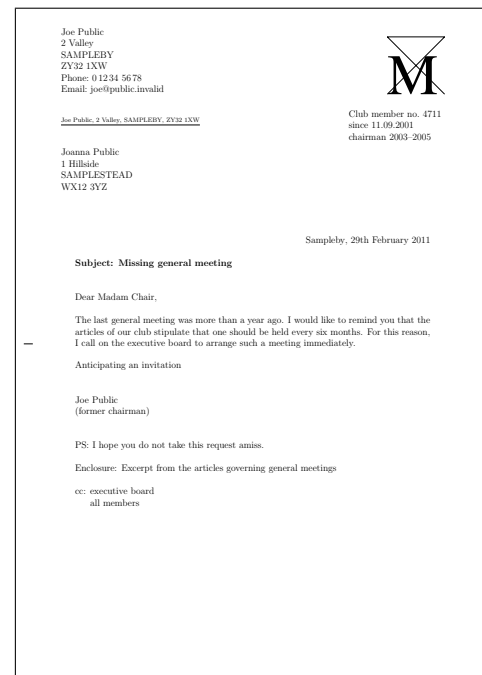 Joe Public
2 Valley
SAMPLEBY
ZY32 1XW
Phone: 0 12 34 56 78
Email: joe@public.invalid
M
Joe Public, 2 Valley, SAMPLEBY, ZY32 1XW
Club member no. 4711
since 11.09.2001
chairman 2003–2005
Joanna Public
1 Hillside
SAMPLESTEAD
WX12 3YZ
Sampleby, 29th February 2011
Subject: Missing general meeting
Dear Madam Chair,
The last general meeting was more than a year ago. I would like to remind you that the
articles of our club stipulate that one should be held every six months. For this reason,
I call on the executive board to arrange such a meeting immediately.
Anticipating an invitation
Joe Public
(former chairman)
PS: I hope you do not take this request amiss.
Enclosure: Excerpt from the articles governing general meetings
cc: executive board
all members